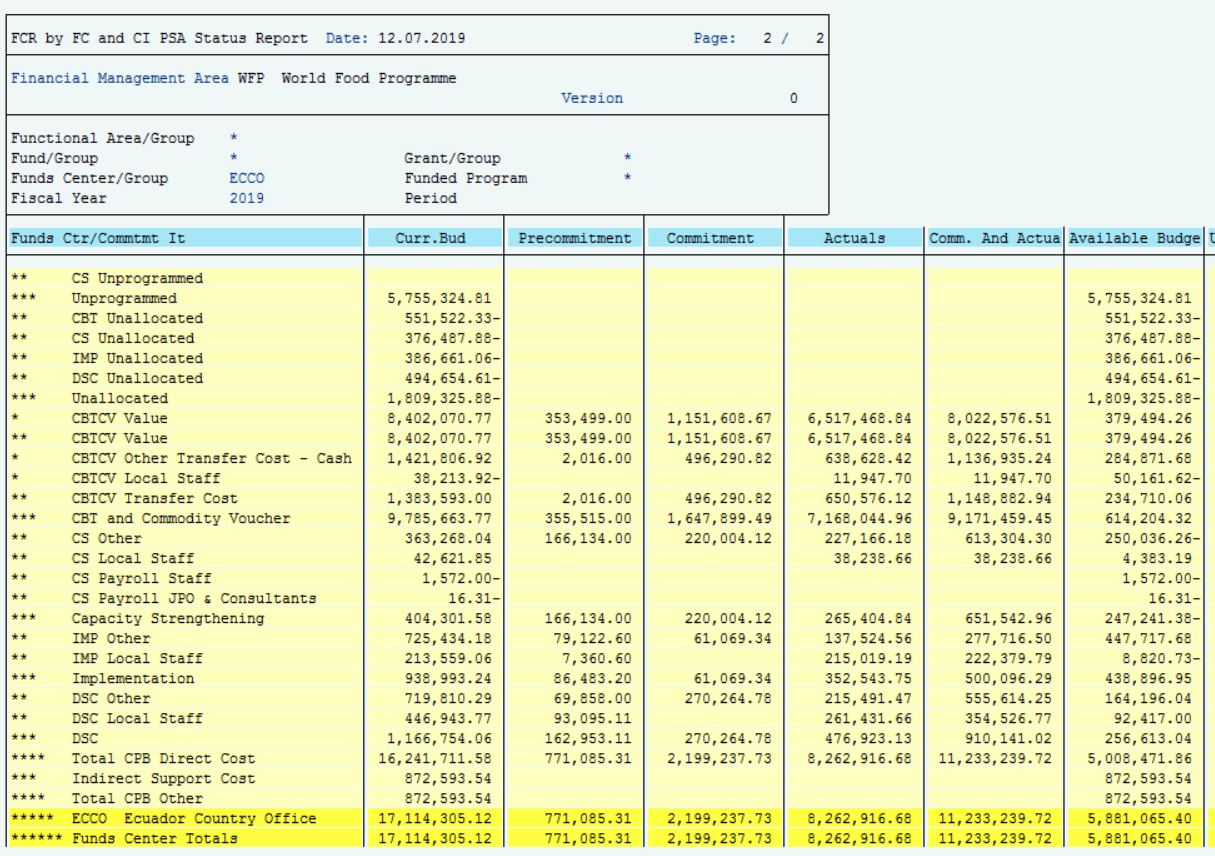 FCR by FC and CI PSA Status Report Date: 12.07.2019 Page: 2 / 2
Financial Management Area WFP World Food Programme
Version 0
Functional Area/Group *
Fund/Group * Grant/Group *
Funds Center/Group ECCO Funded Program *
Fiscal Year 2019 Period
Funds Ctr/Commtmt It Curr.Bud Precommitment Commitment Actuals Comm. And Actua Available Budge U
** CS Unprogrammed
*** Unprogrammed 5,755,324.81 5,755,324.81
** CBT Unallocated 551,522.33- 551,522.33-
** CS Unallocated 376,487.88- 376,487.88-
** IMP Unallocated 386,661.06- 386,661.06-
** DSC Unallocated 494,654.61- 494,654.61-
*** Unallocated 1,809,325.88- 1,809,325.88-
* CBTCV Value 8,402,070.77 353,499.00 1,151,608.67 6,517,468.84 8,022,576.51 379,494.26
** CBTCV Value 8,402,070.77 353,499.00 1,151,608.67 6,517,468.84 8,022,576.51 379,494.26
* CBTCV Other Transfer Cost - Cash 1,421,806.92 2,016.00 496,290.82 638,628.42 1,136,935.24 284,871.68
* CBTCV Local Staff 38,213.92- 11,947.70 11,947.70 50,161.62-
** CBTCV Transfer Cost 1,383,593.00 2,016.00 496,290.82 650,576.12 1,148,882.94 234,710.06
*** CBT and Commodity Voucher 9,785,663.77 355,515.00 1,647,899.49 7,168,044.96 9,171,459.45 614,204.32
** CS Other 363,268.04 166,134.00 220,004.12 227,166.18 613,304.30 250,036.26-
** CS Local Staff 42,621.85 38,238.66 38,238.66 4,383.19
** CS Payroll Staff 1,572.00- 1,572.00-
** CS Payroll JPO & Consultants 16.31- 16.31-
*** Capacity Strengthening 404,301.58 166,134.00 220,004.12 265,404.84 651,542.96 247,241.38-
** IMP Other 725,434.18 79,122.60 61,069.34 137,524.56 277,716.50 447,717.68
** IMP Local Staff 213,559.06 7,360.60 215,019.19 222,379.79 8,820.73-
*** Implementation 938,993.24 86,483.20 61,069.34 352,543.75 500,096.29 438,896.95
** DSC Other 719,810.29 69,858.00 270,264.78 215,491.47 555,614.25 164,196.04
** DSC Local Staff 446,943.77 93,095.11 261,431.66 354,526.77 92,417.00
*** DSC 1,166,754.06 162,953.11 270,264.78 476,923.13 910,141.02 256,613.04
**** Total CPB Direct Cost 16,241,711.58 771,085.31 2,199,237.73 8,262,916.68 11,233,239.72 5,008,471.86
*** Indirect Support Cost 872,593.54 872,593.54
**** Total CPB Other 872,593.54 872,593.54
***** ECCO Ecuador Country Office 17,114,305.12 771,085.31 2,199,237.73 8,262,916.68 11,233,239.72 5,881,065.40
****** Funds Center Totals 17,114,305.12 771,085.31 2,199,237.73 8,262,916.68 11,233,239.72 5,881,065.40